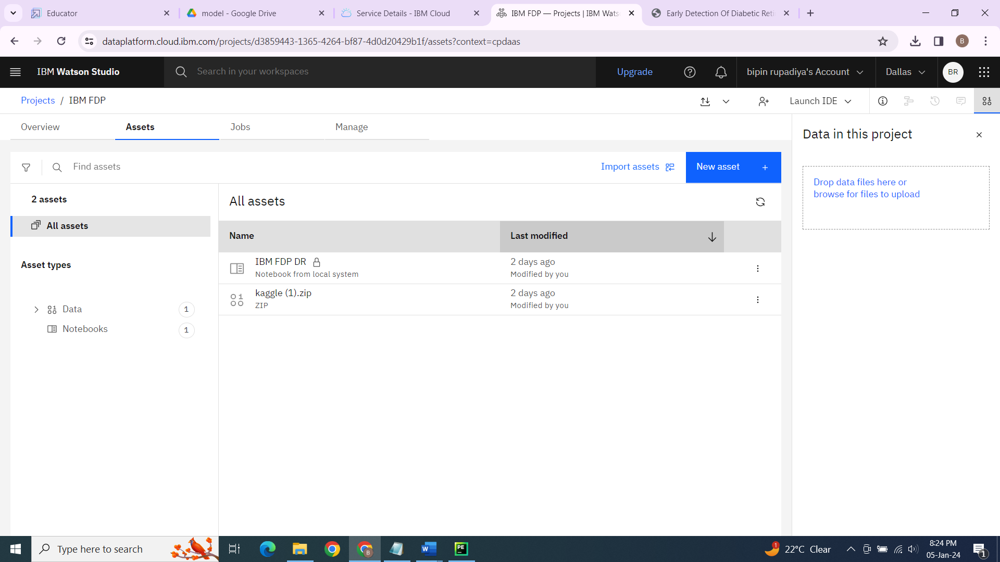 Educator
model - Google Drive
Service Details - IBM Cloud
IBM FDP — Projects | IBM Wats
Early Detection Of Diabetic Reti
dataplatform.cloud.ibm.com/projects/d3859443-1365-4264-bf87-4d0d20429b1f/assets?context=cpdaas
B
IBM Watson Studio
Search in your workspaces
Upgrade
bipin rupadiya's Account
Dallas
BR
Projects / IBM FDP
Launch IDE
Overview
Assets
Jobs
Manage
Data in this project
Find assets
Import assets
New asset +
Drop data files here or
browse for files to upload
2 assets
All assets
All assets
Name
Last modified
Asset types
IBM FDP DR
Notebook from local system
2 days ago
Modified by you
kaggle (1).zip
ZIP
2 days ago
Modified by you
Data
1
Notebooks
1
Type here to search
1
22°C Clear
8:24 PM
05-Jan-24
1